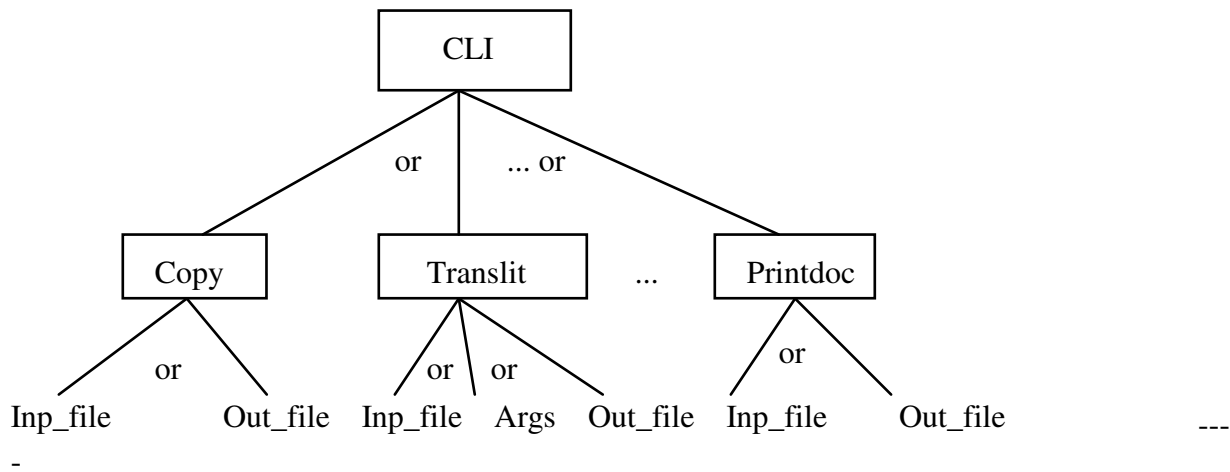 CLI
or ... or
Copy Translit ... Printdoc
or or or or
Inp_file Out_file Inp_file Args Out_file Inp_file Out_file ---
-